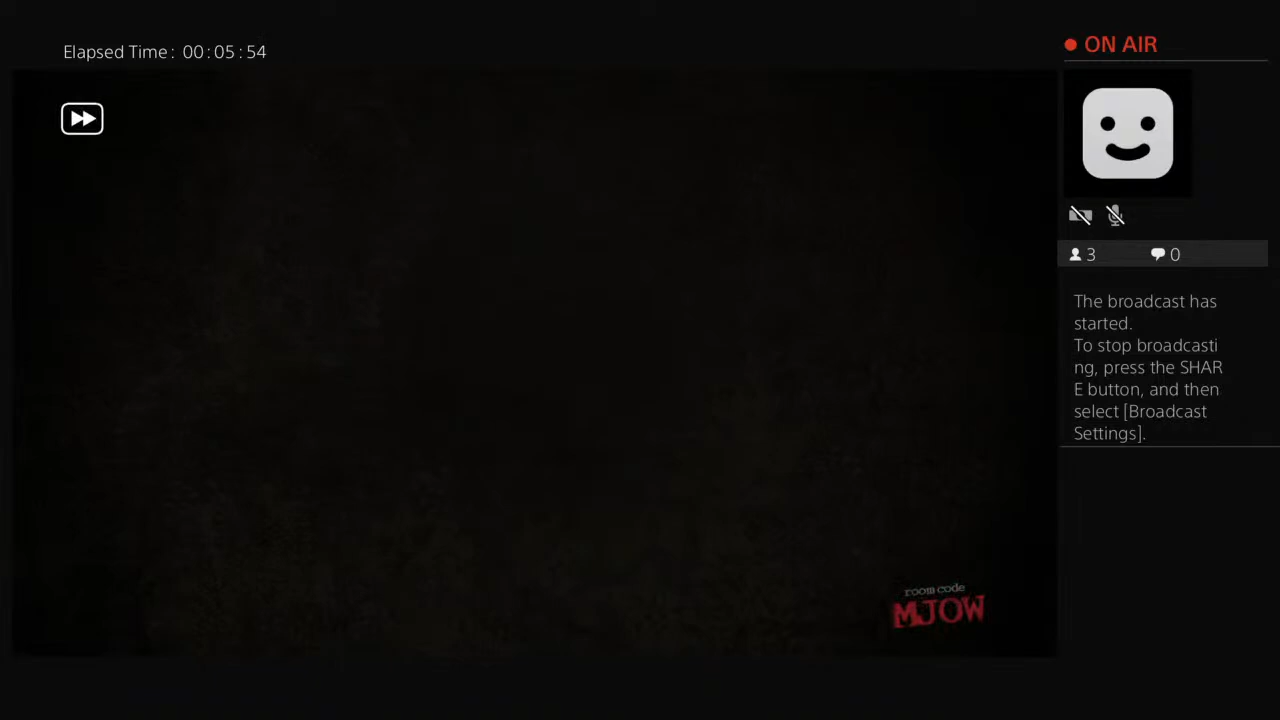 Elapsed Time: 00:05:54
ON AIR
3
0
The broadcast has
started.
To stop broadcasti
ng, press the SHAR
E button, and then
select [Broadcast
Settings].
room code
MJOW